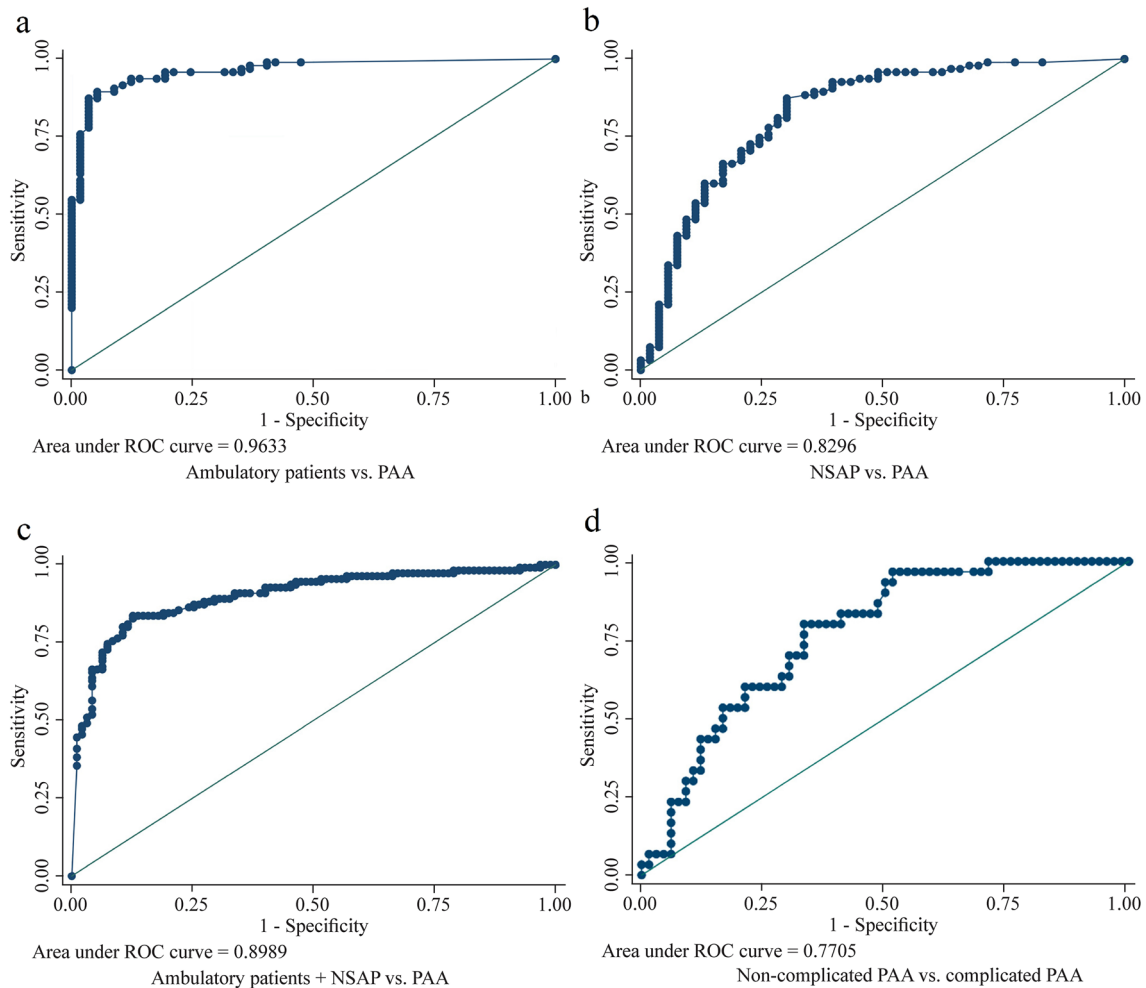 a
1.00
0.75
0.50
0.25
0.00
Sensitivity
0.00 0.25 0.50 0.75 1.00
1 - Specificity
Area under ROC curve = 0.9633
Ambulatory patients vs. PAA
b
1.00
0.75
0.50
0.25
0.00
Sensitivity
b
0.00 0.25 0.50 0.75 1.00
1 - Specificity
Area under ROC curve = 0.8296
NSAP vs. PAA
c
1.00
0.75
0.50
0.25
0.00
Sensitivity
0.00 0.25 0.50 0.75 1.00
1 - Specificity
Area under ROC curve = 0.8989
Ambulatory patients + NSAP vs. PAA
d
1.00
0.75
0.50
0.25
0.00
Sensitivity
0.00 0.25 0.50 0.75 1.00
1 - Specificity
Area under ROC curve = 0.7705
Non-complicated PAA vs. complicated PAA